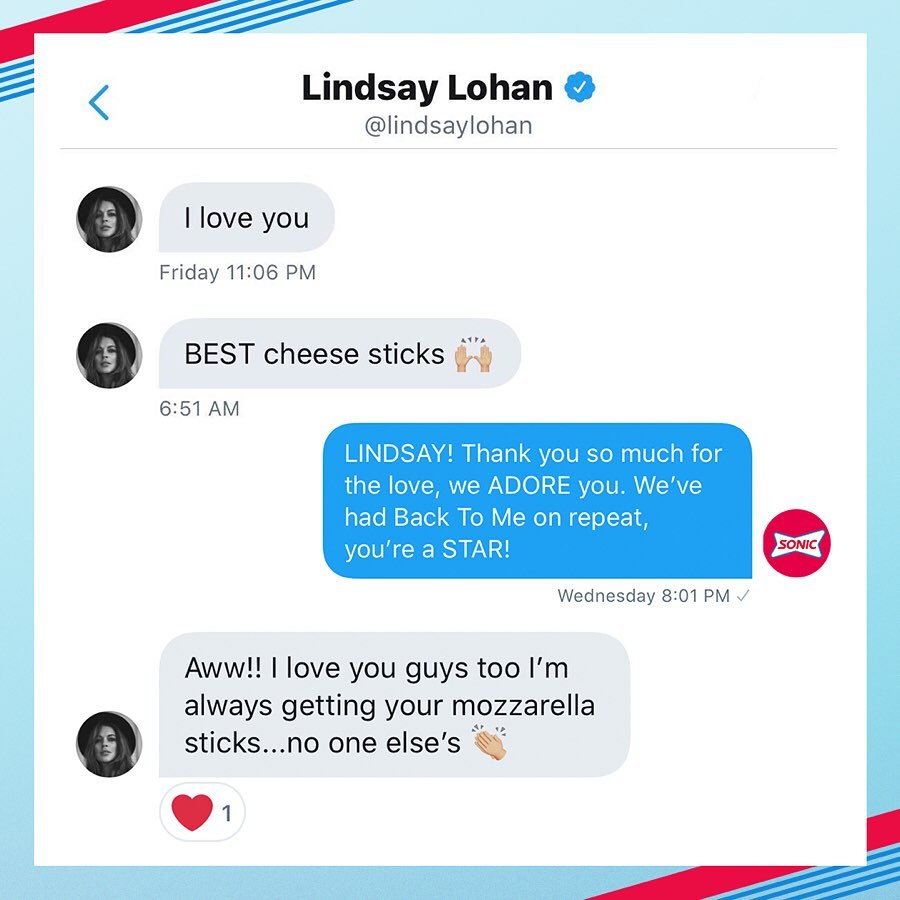 Lindsay Lohan
@lindsaylohan
I love you
Friday 11:06 PM
BEST cheese sticks 🙌🏼
6:51 AM
LINDSAY! Thank you so much for
the love, we ADORE you. We’ve
had Back To Me on repeat,
you’re a STAR!
SONIC
Wednesday 8:01 PM ✓
Aww!! I love you guys too I’m
always getting your mozzarella
sticks...no one else’s 👏🏼
❤️ 1